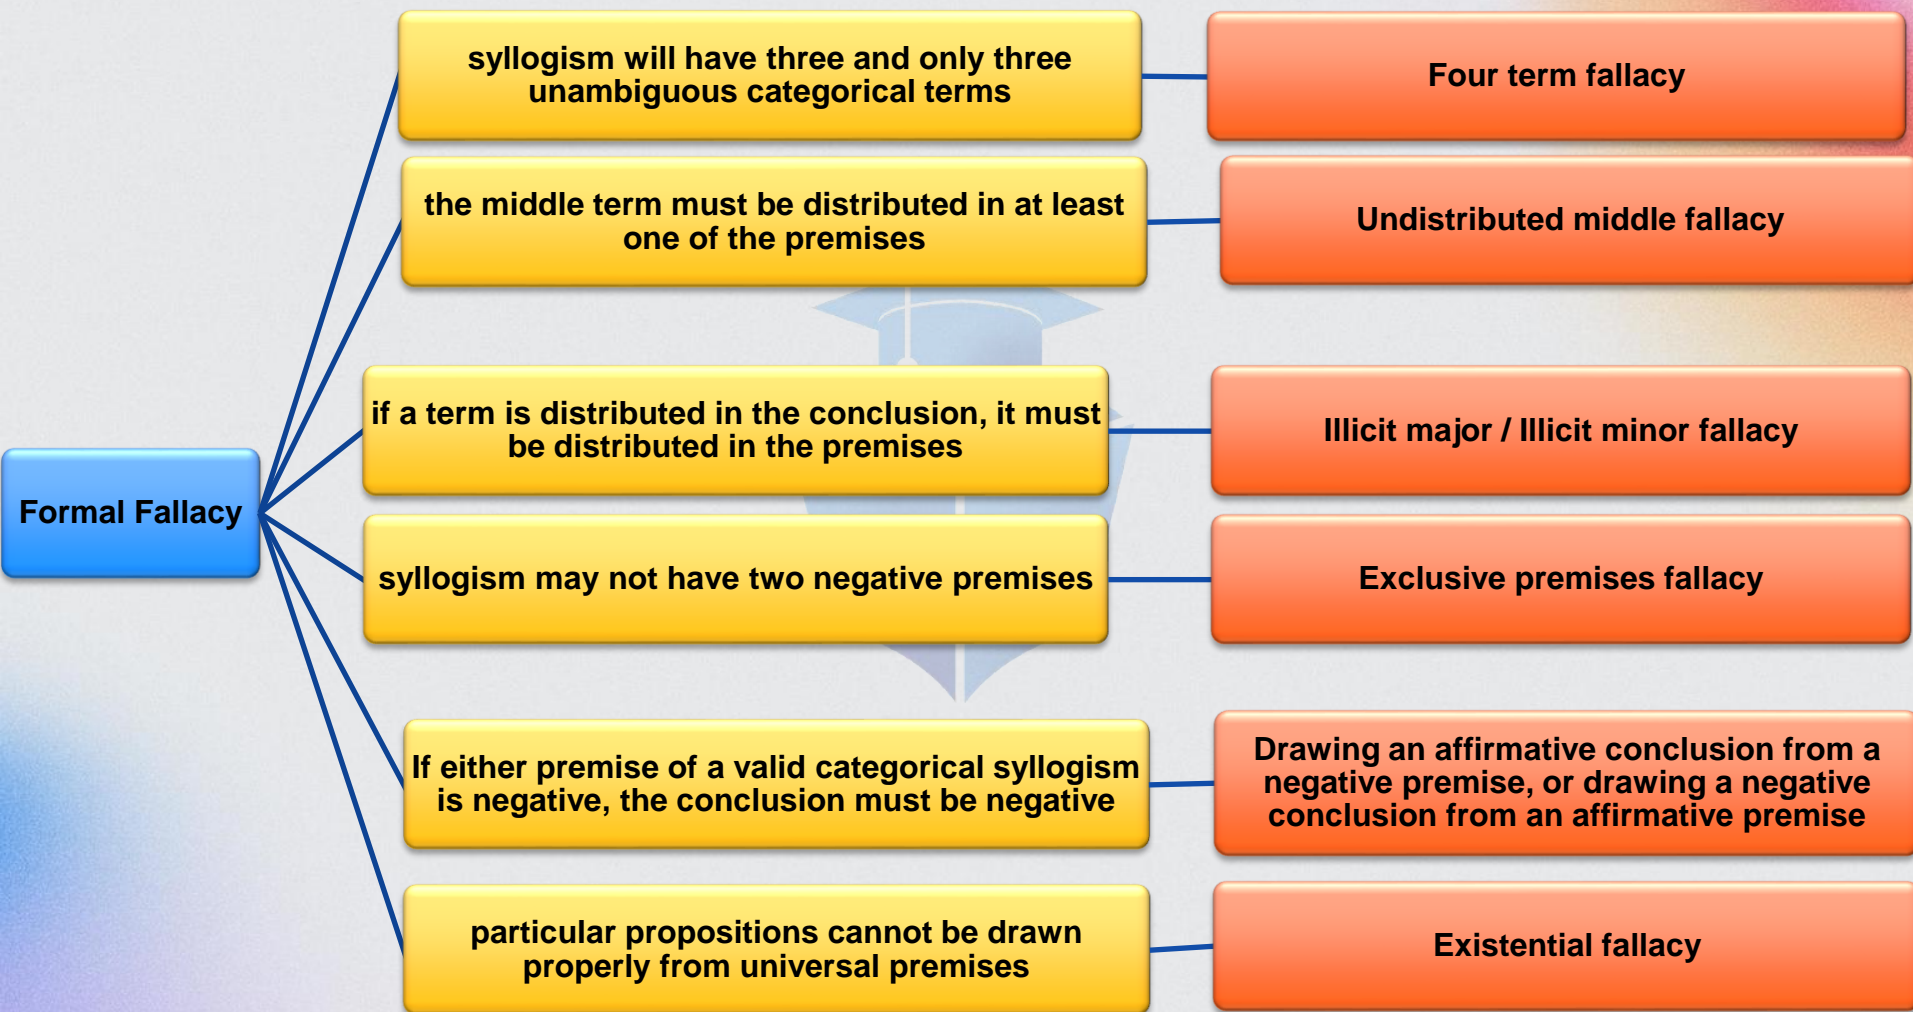 syllogism will have three and only three
unambiguous categorical terms
Four term fallacy
the middle term must be distributed in at least
one of the premises
Undistributed middle fallacy
if a term is distributed in the conclusion, it must
be distributed in the premises
Illicit major / Illicit minor fallacy
Formal Fallacy
syllogism may not have two negative premises
Exclusive premises fallacy
If either premise of a valid categorical syllogism
is negative, the conclusion must be negative
Drawing an affirmative conclusion from a
negative premise, or drawing a negative
conclusion from an affirmative premise
particular propositions cannot be drawn
properly from universal premises
Existential fallacy